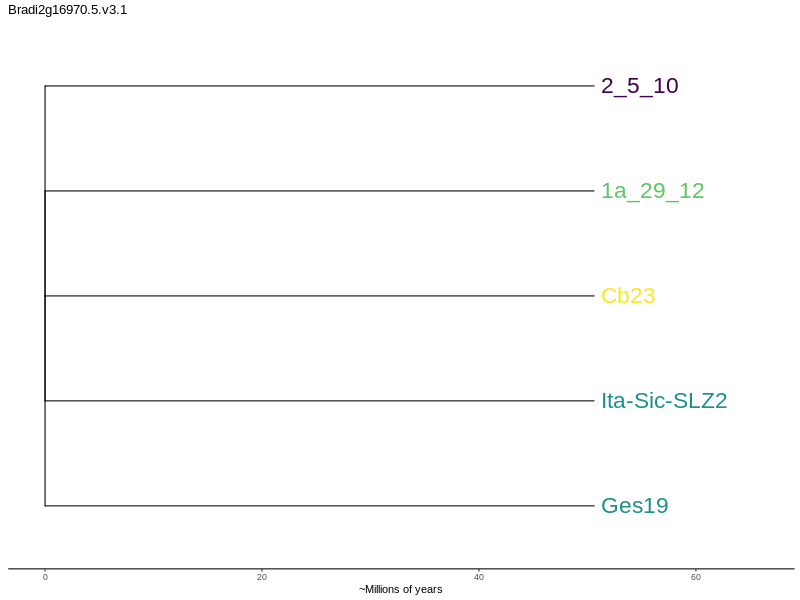 Bradi2g16970.5.v3.1
2_5_10
1a_29_12
Cb23
Ita-Sic-SLZ2
Ges19
0 20 40 60
~Millions of years